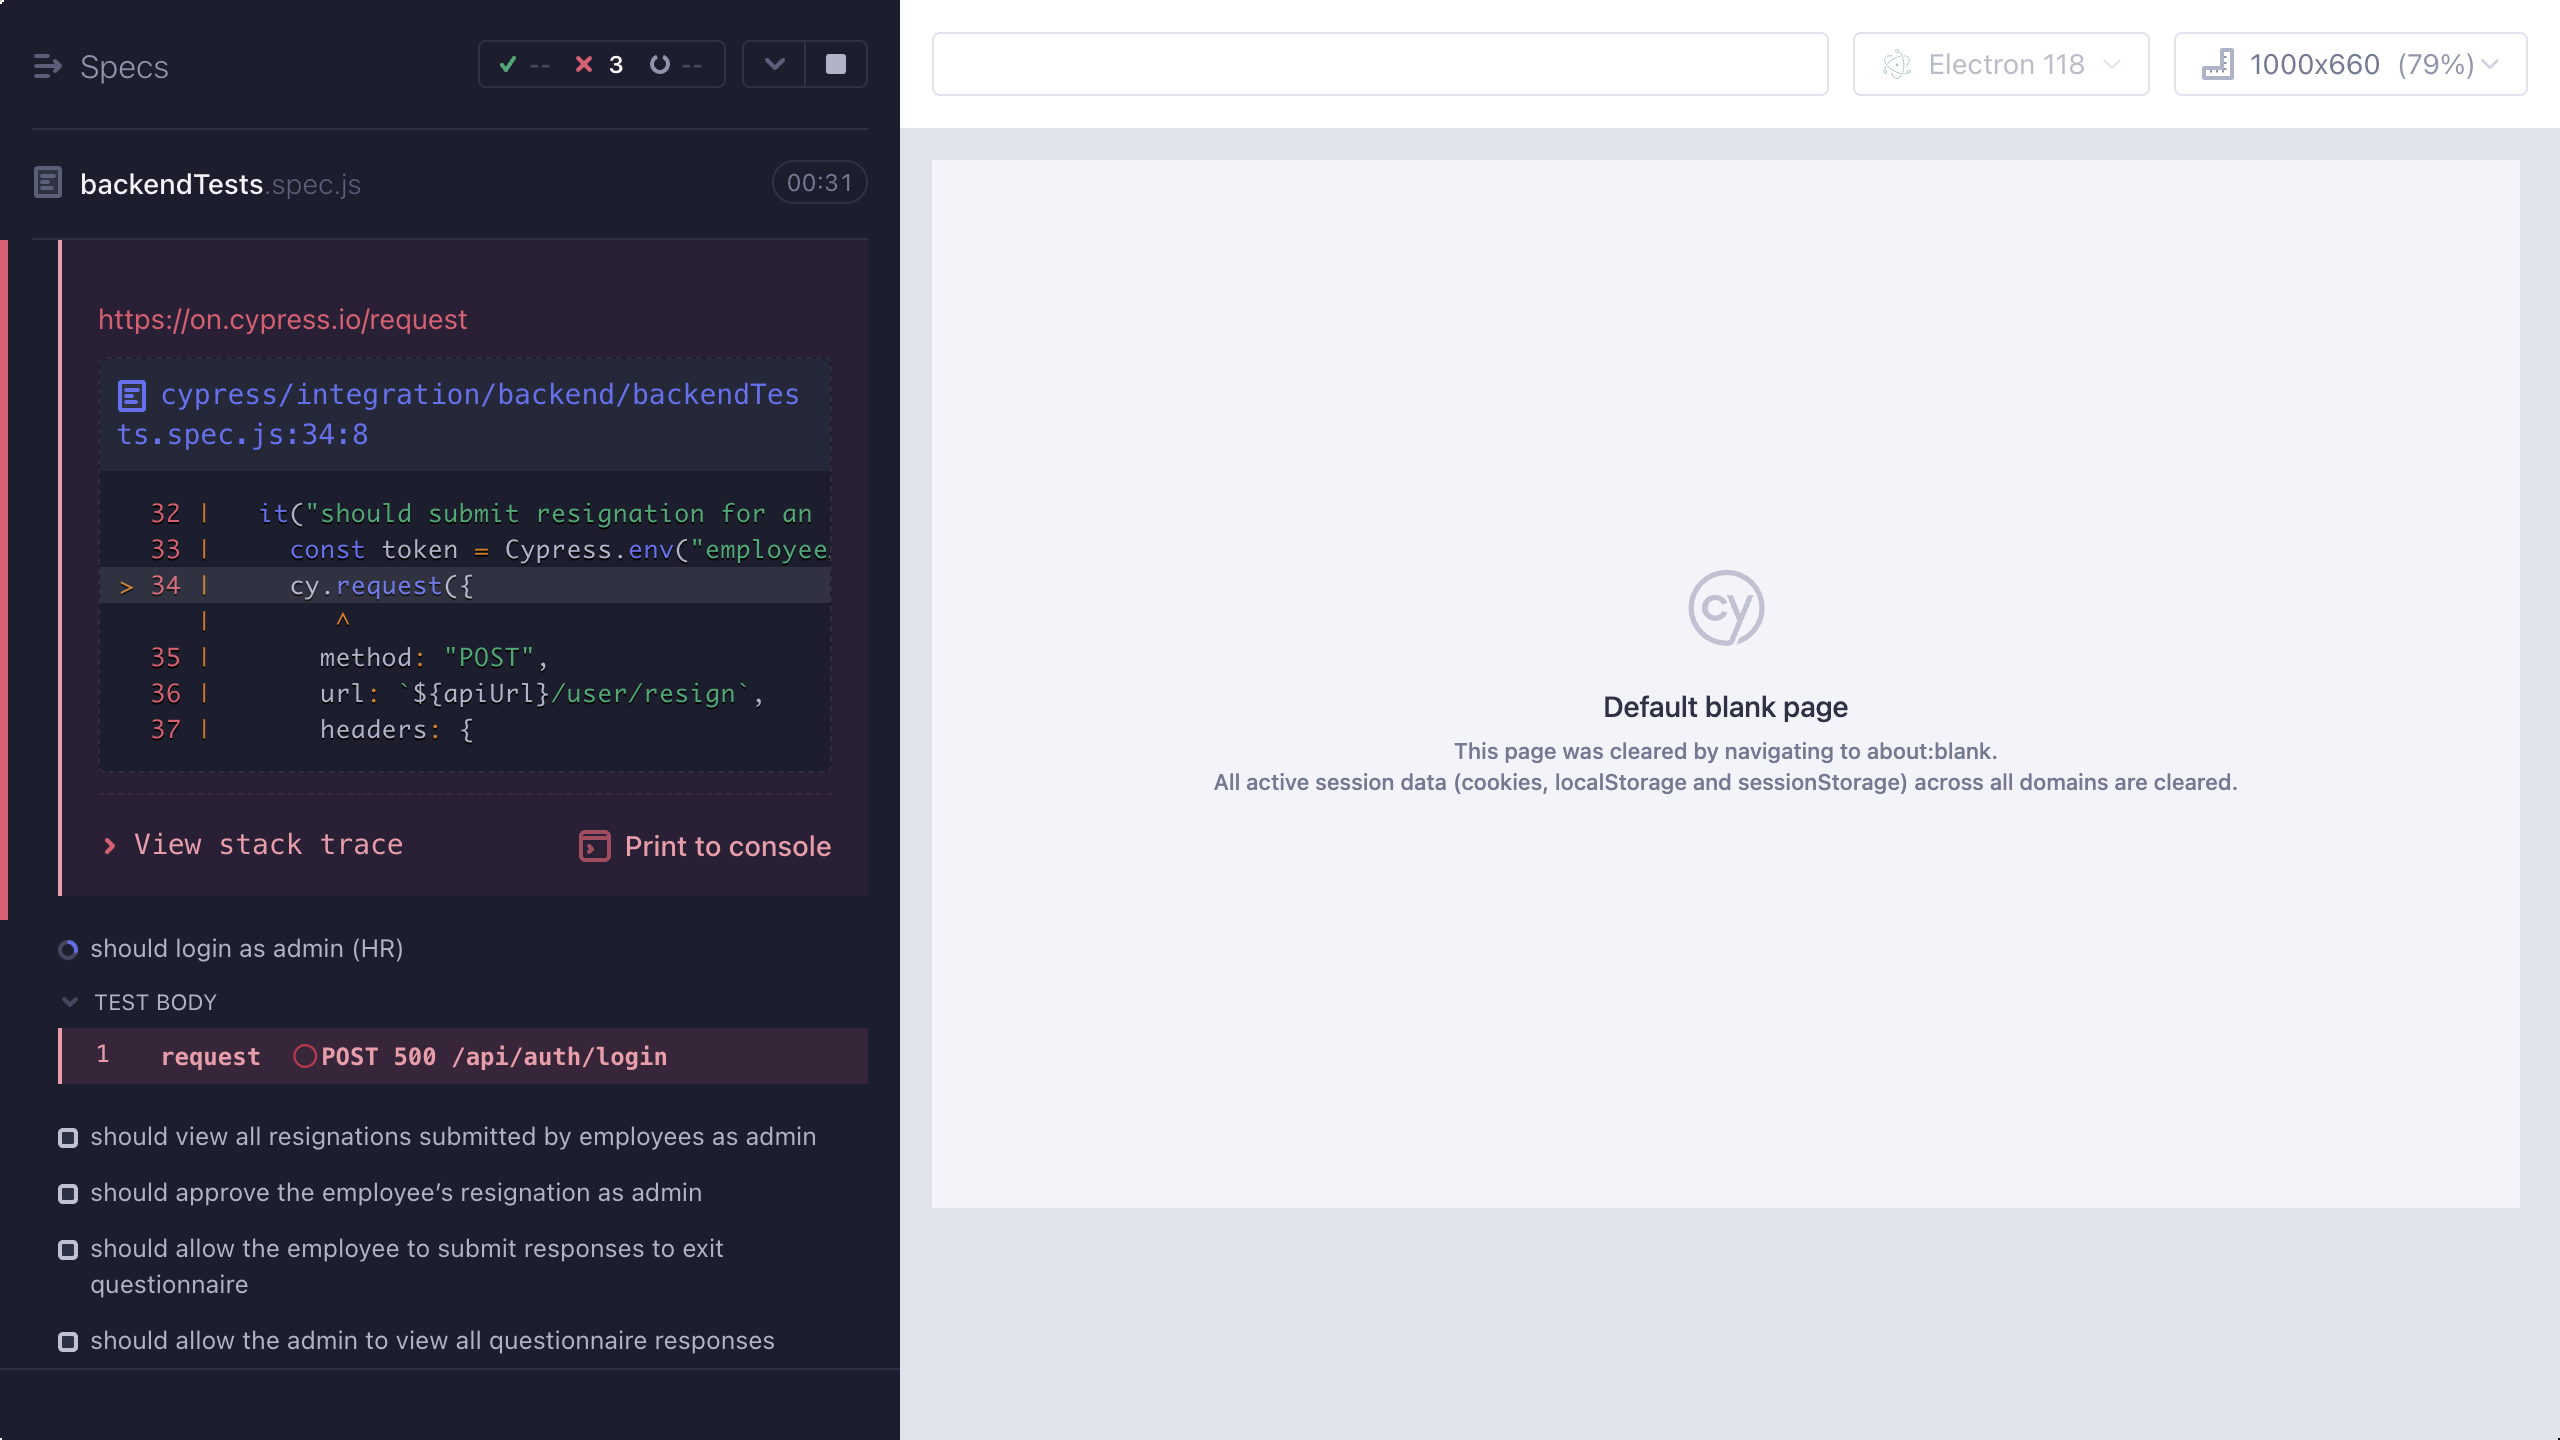 Specs
-- 3 --
backendTests.spec.js 00:31
https://on.cypress.io/request
cypress/integration/backend/backendTes
ts.spec.js:34:8
32 | it("should submit resignation for an
33 | const token = Cypress.env("employee
> 34 | cy.request({
| ^
35 | method: "POST",
36 | url: `${apiUrl}/user/resign`,
37 | headers: {
View stack trace Print to console
should login as admin (HR)
TEST BODY
1 request POST 500 /api/auth/login
should view all resignations submitted by employees as admin
should approve the employee’s resignation as admin
should allow the employee to submit responses to exit
questionnaire
should allow the admin to view all questionnaire responses
Electron 118
1000x660 (79%)
cy
Default blank page
This page was cleared by navigating to about:blank.
All active session data (cookies, localStorage and sessionStorage) across all domains are cleared.